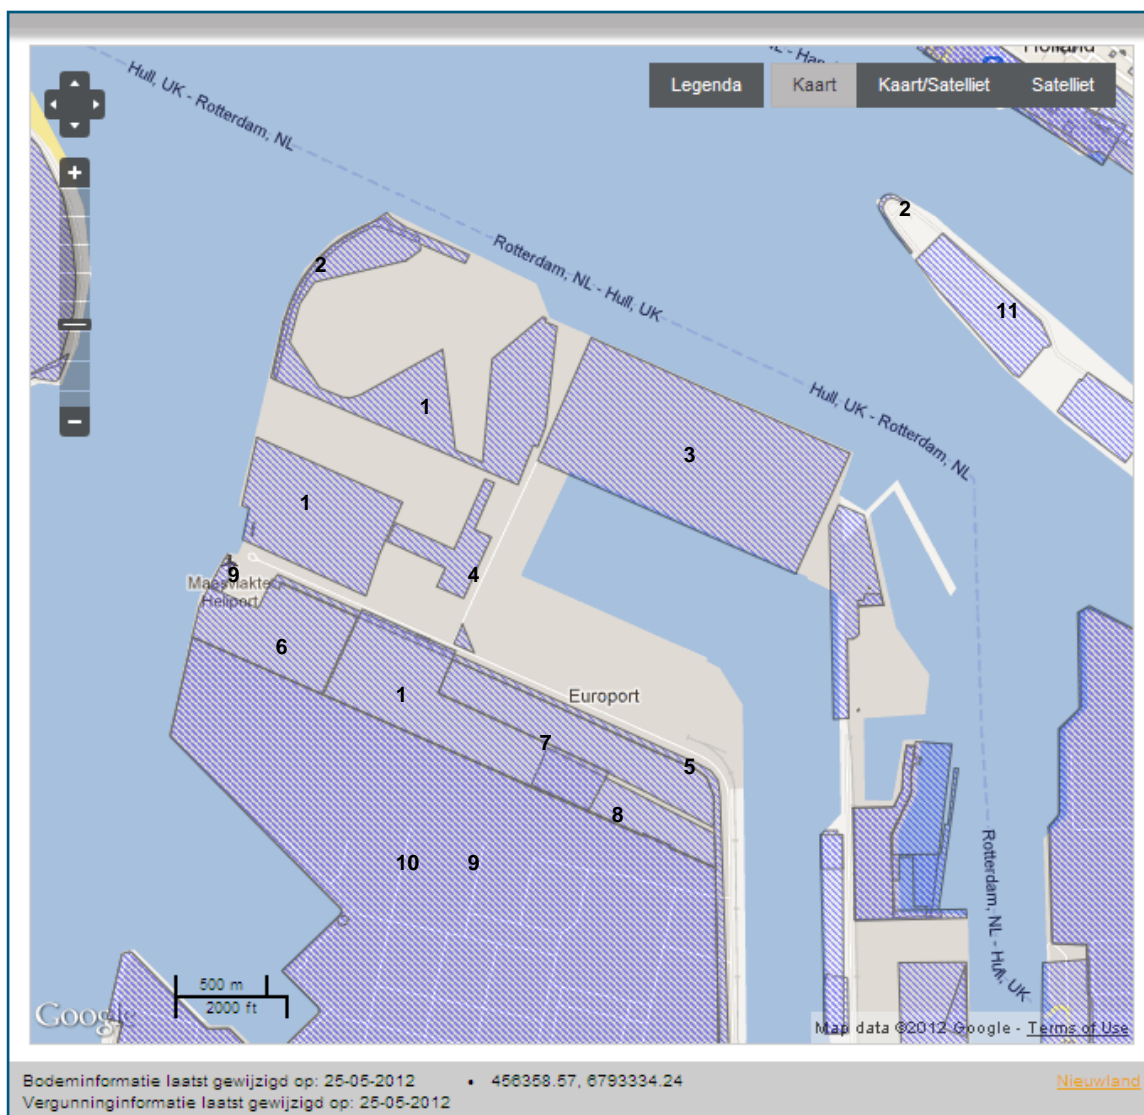 Holland
Legenda
Kaart
Kaart/Satelliet
Satelliet
Hull, UK - Rotterdam, NL
+
2
2
Rotterdam, NL - Hull, UK
11
Hull, UK - Rotterdam, NL
1
3
−
1
4
9
Maasvlakte
Heliport
6
1
Europort
7
5
8
10
9
Rotterdam, NL - Hull, UK
500 m
2000 ft
Google
Map data ©2012 Google - Terms of Use
Bodeminformatie laatst gewijzigd op: 25-05-2012 • 456358.57, 6793334.24 Nieuwland
Vergunninginformatie laatst gewijzigd op: 25-05-2012